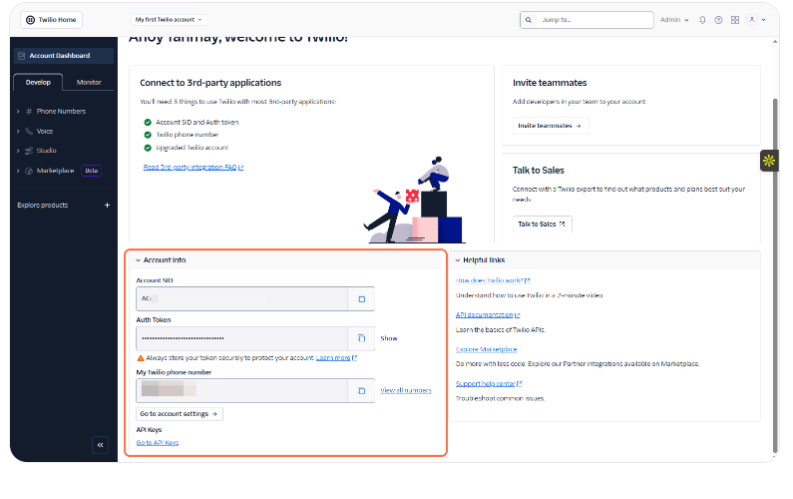 Twilio Home
My first Twilio account
Jump to...
Admin
Account Dashboard
Develop
Monitor
Phone Numbers
Voice
Studio
Marketplace
Beta
Explore products
Ahoy Tanmay, welcome to Twilio!
Connect to 3rd-party applications
You'll need 3 things to use Twilio with most 3rd-party applications:
Account SID and Auth token
Twilio phone number
Upgraded Twilio account
Read 3rd-party integration FAQ
Invite teammates
Add developers in your team to your account
Invite teammates →
Talk to Sales
Connect with a Twilio expert to find out what products and plans best suit your
needs
Talk to Sales
Account Info
Account SID
AC
Auth Token
••••••••••••••••••••••••••••••••
Show
Always store your token securely to protect your account. Learn more
My Twilio phone number
View all numbers
Go to account settings →
API Keys
Go to API Keys
Helpful links
How does Twilio work?
Understand how to use Twilio in a 2-minute video
API documentation
Learn the basics of Twilio APIs.
Explore Marketplace
Do more with less code. Explore our Partner integrations available on Marketplace.
Support help center
Troubleshoot common issues.